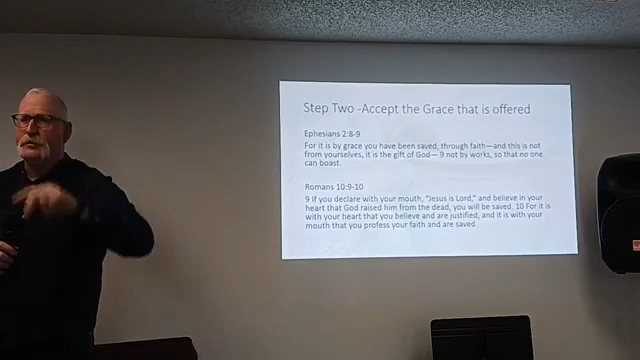 Step Two -Accept the Grace that is offered
Ephesians 2:8-9
For it is by grace you have been saved, through faith—and this is not
from yourselves, it is the gift of God— 9 not by works, so that no one
can boast.
Romans 10:9-10
9 If you declare with your mouth, "Jesus is Lord," and believe in your
heart that God raised him from the dead, you will be saved. 10 For it is
with your heart that you believe and are justified, and it is with your
mouth that you profess your faith and are saved